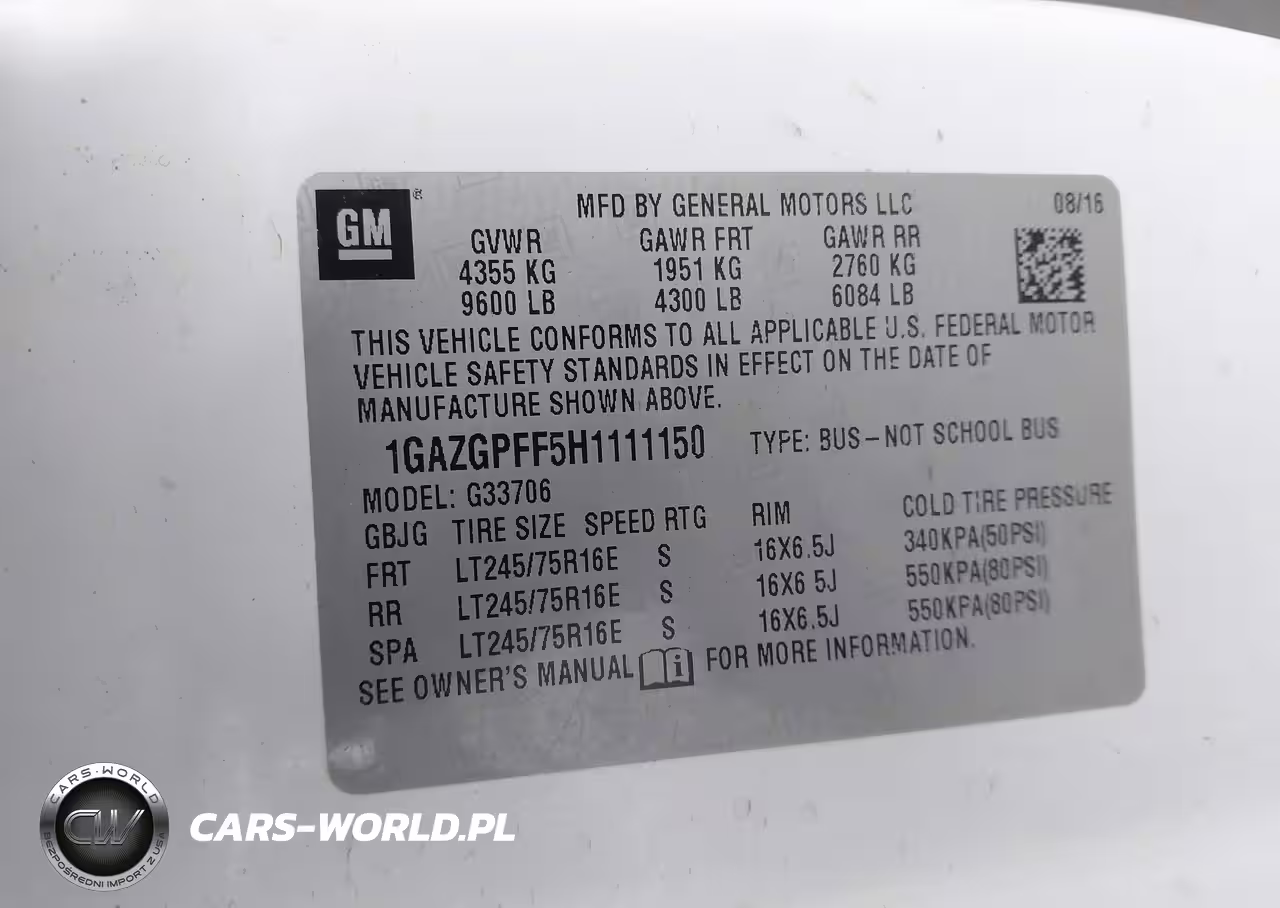 GM ®
MFD BY GENERAL MOTORS LLC 08/16
GVWR GAWR FRT GAWR RR
4355 KG 1951 KG 2760 KG
9600 LB 4300 LB 6084 LB
THIS VEHICLE CONFORMS TO ALL APPLICABLE U.S. FEDERAL MOTOR
VEHICLE SAFETY STANDARDS IN EFFECT ON THE DATE OF
MANUFACTURE SHOWN ABOVE.
1GAZGPFF5H1111150 TYPE: BUS-NOT SCHOOL BUS
MODEL: G33706
GBJG TIRE SIZE SPEED RTG RIM COLD TIRE PRESSURE
FRT LT245/75R16E S 16X6.5J 340KPA(50PSI)
RR LT245/75R16E S 16X6 5J 550KPA(80PSI)
SPA LT245/75R16E S 16X6.5J 550KPA(80PSI)
SEE OWNER'S MANUAL i FOR MORE INFORMATION.
CARS-WORLD
CW
BEZPOŚREDNI IMPORT Z USA
CARS-WORLD.PL